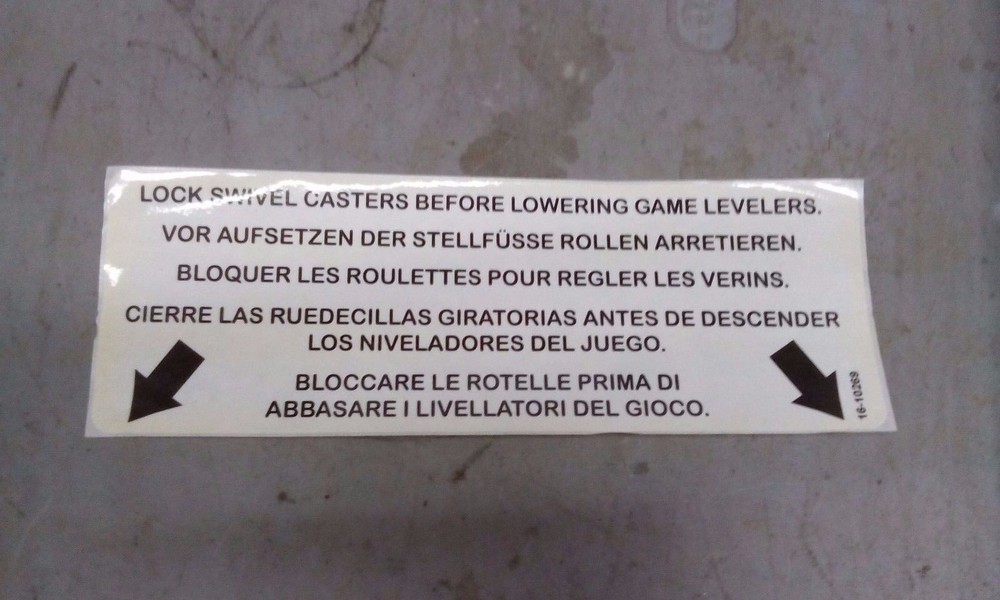 LOCK SWIVEL CASTERS BEFORE LOWERING GAME LEVELERS.
VOR AUFSETZEN DER STELLFÜSSE ROLLEN ARRETIEREN.
BLOQUER LES ROULETTES POUR REGLER LES VERINS.
CIERRE LAS RUEDECILLAS GIRATORIAS ANTES DE DESCENDER
LOS NIVELADORES DEL JUEGO.
BLOCCARE LE ROTELLE PRIMA DI
ABBASARE I LIVELLATORI DEL GIOCO.
16-10269